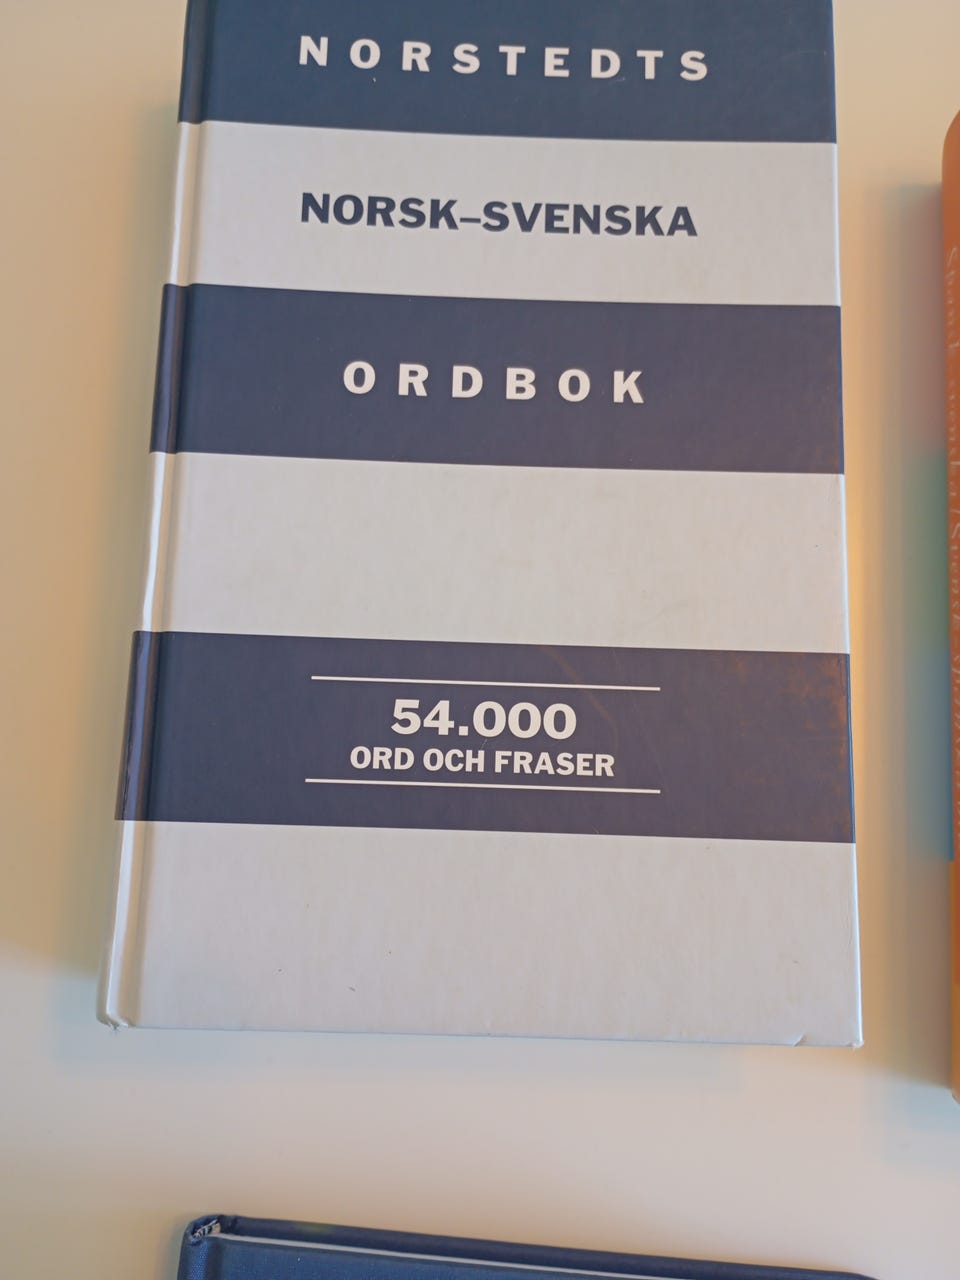 NORSTEDTS
NORSK–SVENSKA
ORDBOK
54.000
ORD OCH FRASER